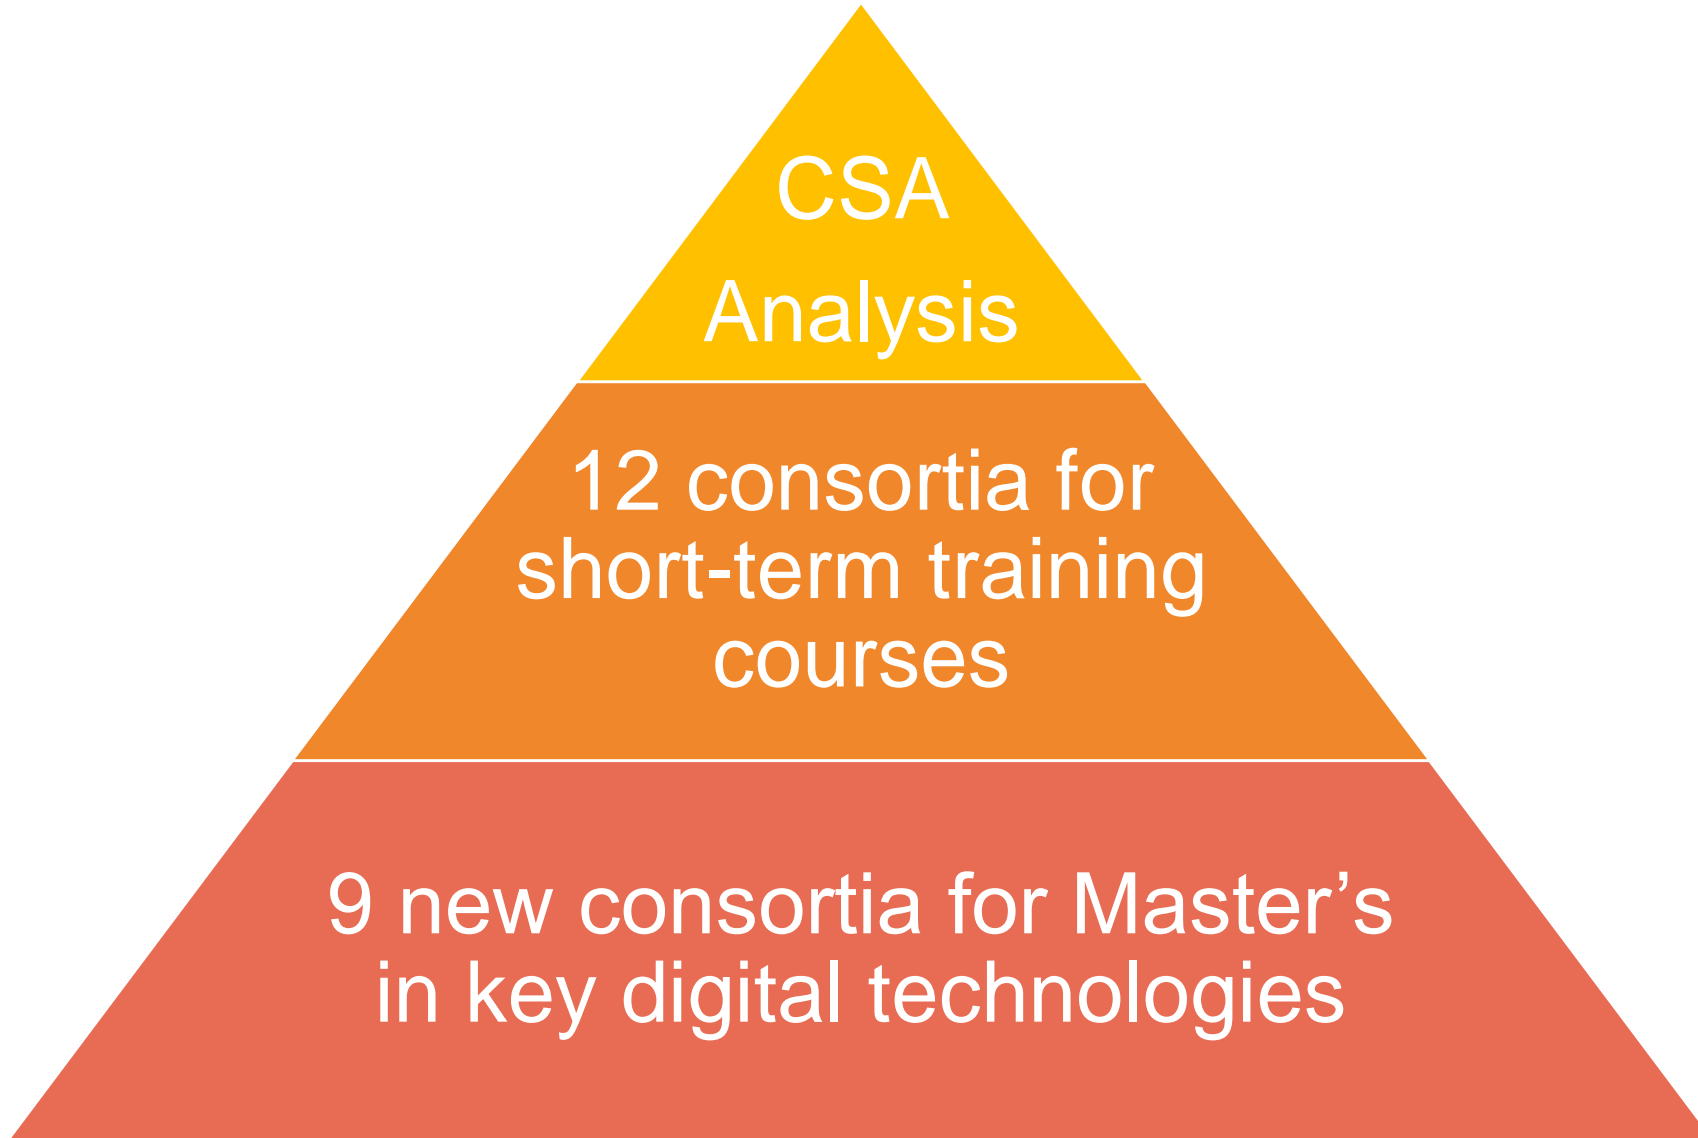 CSA
Analysis
12 consortia for
short-term training
courses
9 new consortia for Master’s
in key digital technologies